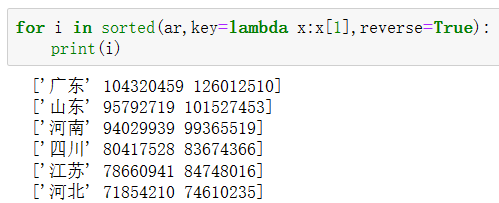 for i in sorted(ar,key=lambda x:x[1],reverse=True):
    print(i)
['广东' 104320459 126012510]
['山东' 95792719 101527453]
['河南' 94029939 99365519]
['四川' 80417528 83674366]
['江苏' 78660941 84748016]
['河北' 71854210 74610235]